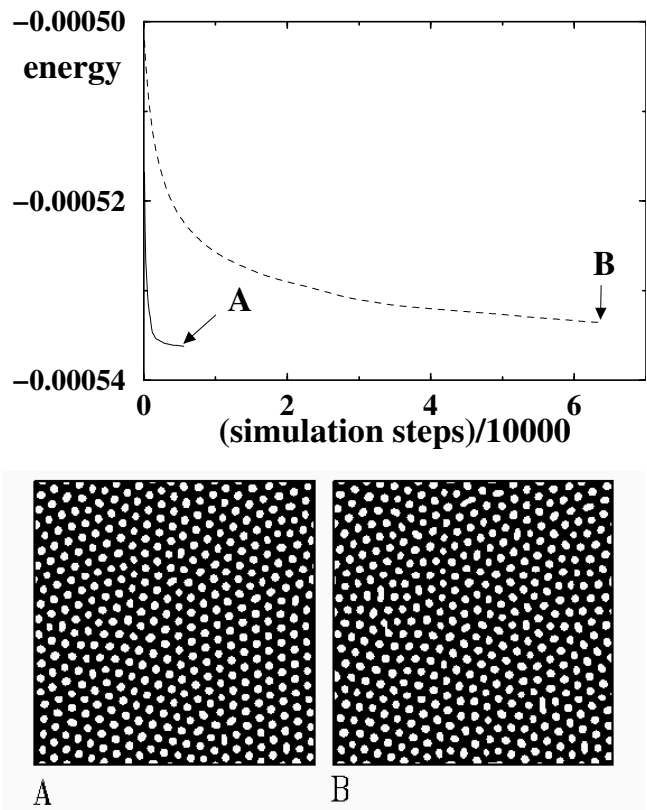 −0.00050
energy
−0.00052
B
A
−0.00054
0 2 4 6
(simulation steps)/10000
A B